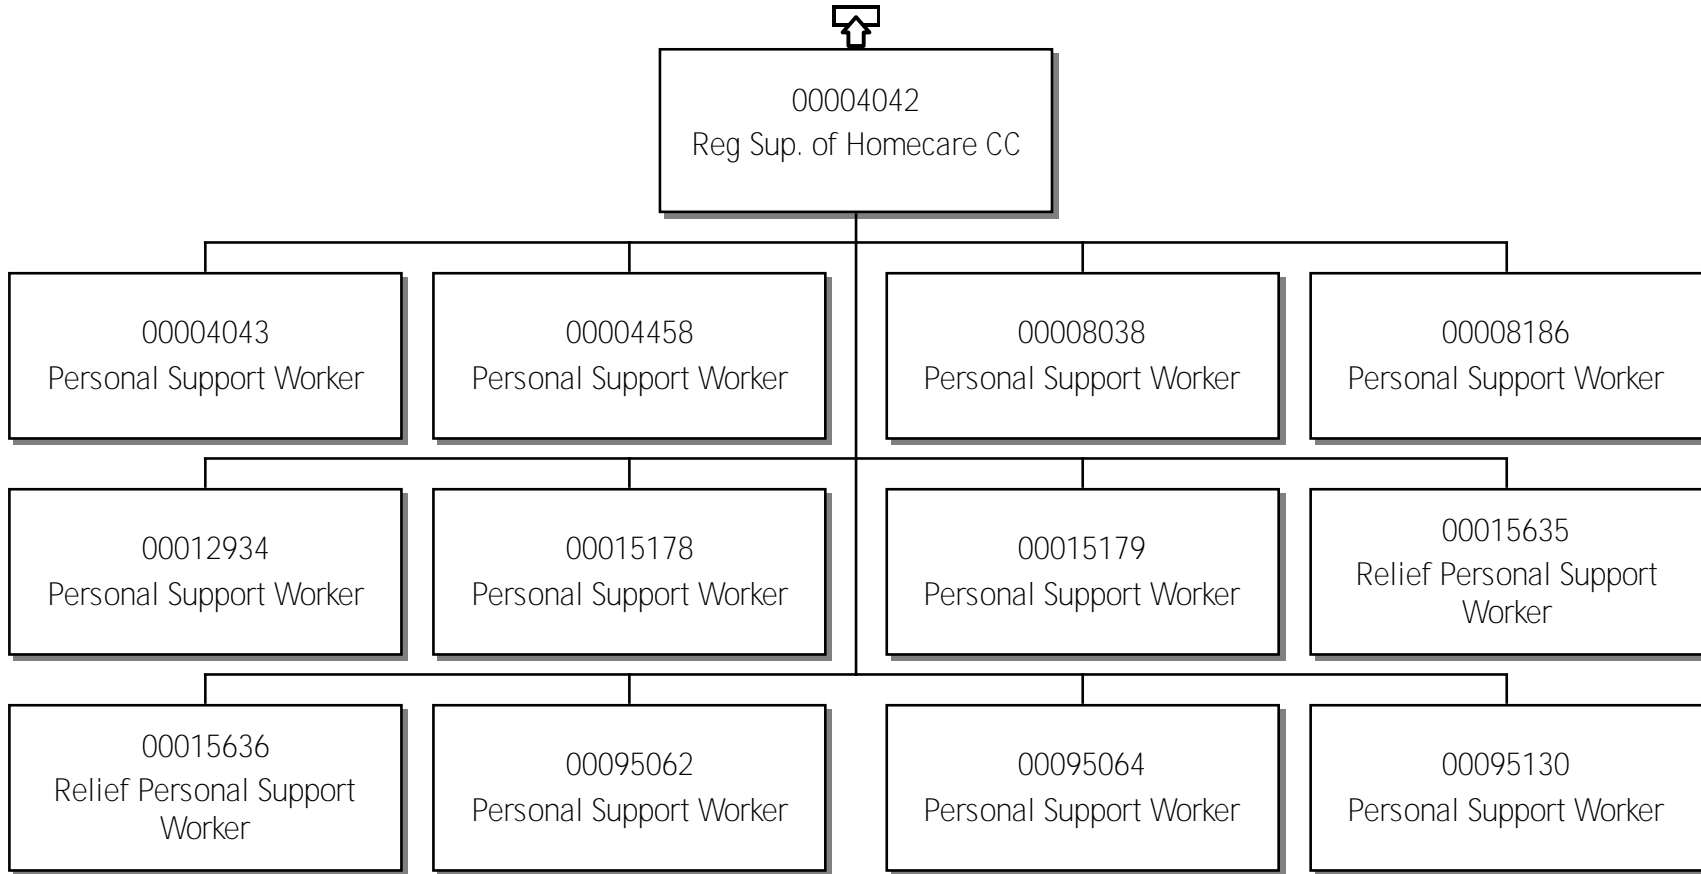 00004042
Reg Sup. of Homecare CC
00004043
Personal Support Worker
00004458
Personal Support Worker
00008038
Personal Support Worker
00008186
Personal Support Worker
00012934
Personal Support Worker
00015178
Personal Support Worker
00015179
Personal Support Worker
00015635
Relief Personal Support
Worker
00015636
Relief Personal Support
Worker
00095062
Personal Support Worker
00095064
Personal Support Worker
00095130
Personal Support Worker